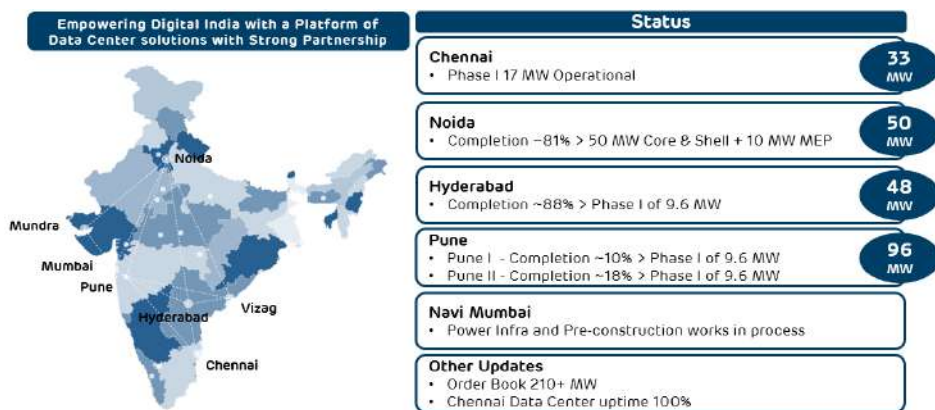 Empowering Digital India with a Platform of
Data Center solutions with Strong Partnership
Noida
Mundra
Mumbai
Pune
Hyderabad
Vizag
Chennai
Status
Chennai
• Phase I 17 MW Operational
33
MW
Noida
• Completion ~81% > 50 MW Core & Shell + 10 MW MEP
50
MW
Hyderabad
• Completion ~88% > Phase I of 9.6 MW
48
MW
Pune
• Pune I - Completion ~10% > Phase I of 9.6 MW
• Pune II - Completion ~18% > Phase I of 9.6 MW
96
MW
Navi Mumbai
• Power Infra and Pre-construction works in process
Other Updates
• Order Book 210+ MW
• Chennai Data Center uptime 100%